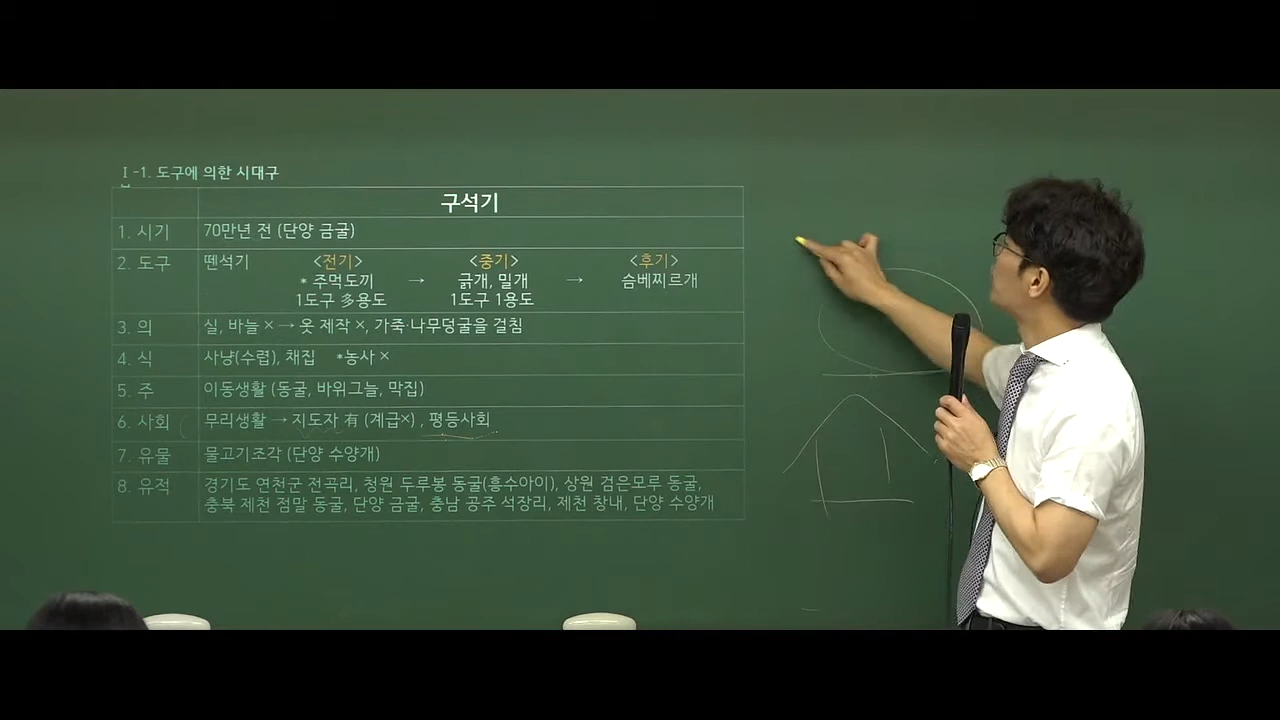 I-1. 도구에 의한 시대구
구석기
1. 시기 70만년 전 (단양 금굴)
2. 도구 뗀석기 <전기> <중기> <후기>
* 주먹도끼 → 긁개, 밀개 → 슴베찌르개
1도구 多용도 1도구 1용도
3. 의 실, 바늘 × → 옷 제작 ×, 가죽·나무덩굴을 걸침
4. 식 사냥(수렵), 채집 *농사 ×
5. 주 이동생활 (동굴, 바위그늘, 막집)
6. 사회 무리생활 → 지도자 有 (계급×) , 평등사회
7. 유물 물고기조각 (단양 수양개)
8. 유적 경기도 연천군 전곡리, 청원 두루봉 동굴(흥수아이), 상원 검은모루 동굴,
충북 제천 점말 동굴, 단양 금굴, 충남 공주 석장리, 제천 창내, 단양 수양개